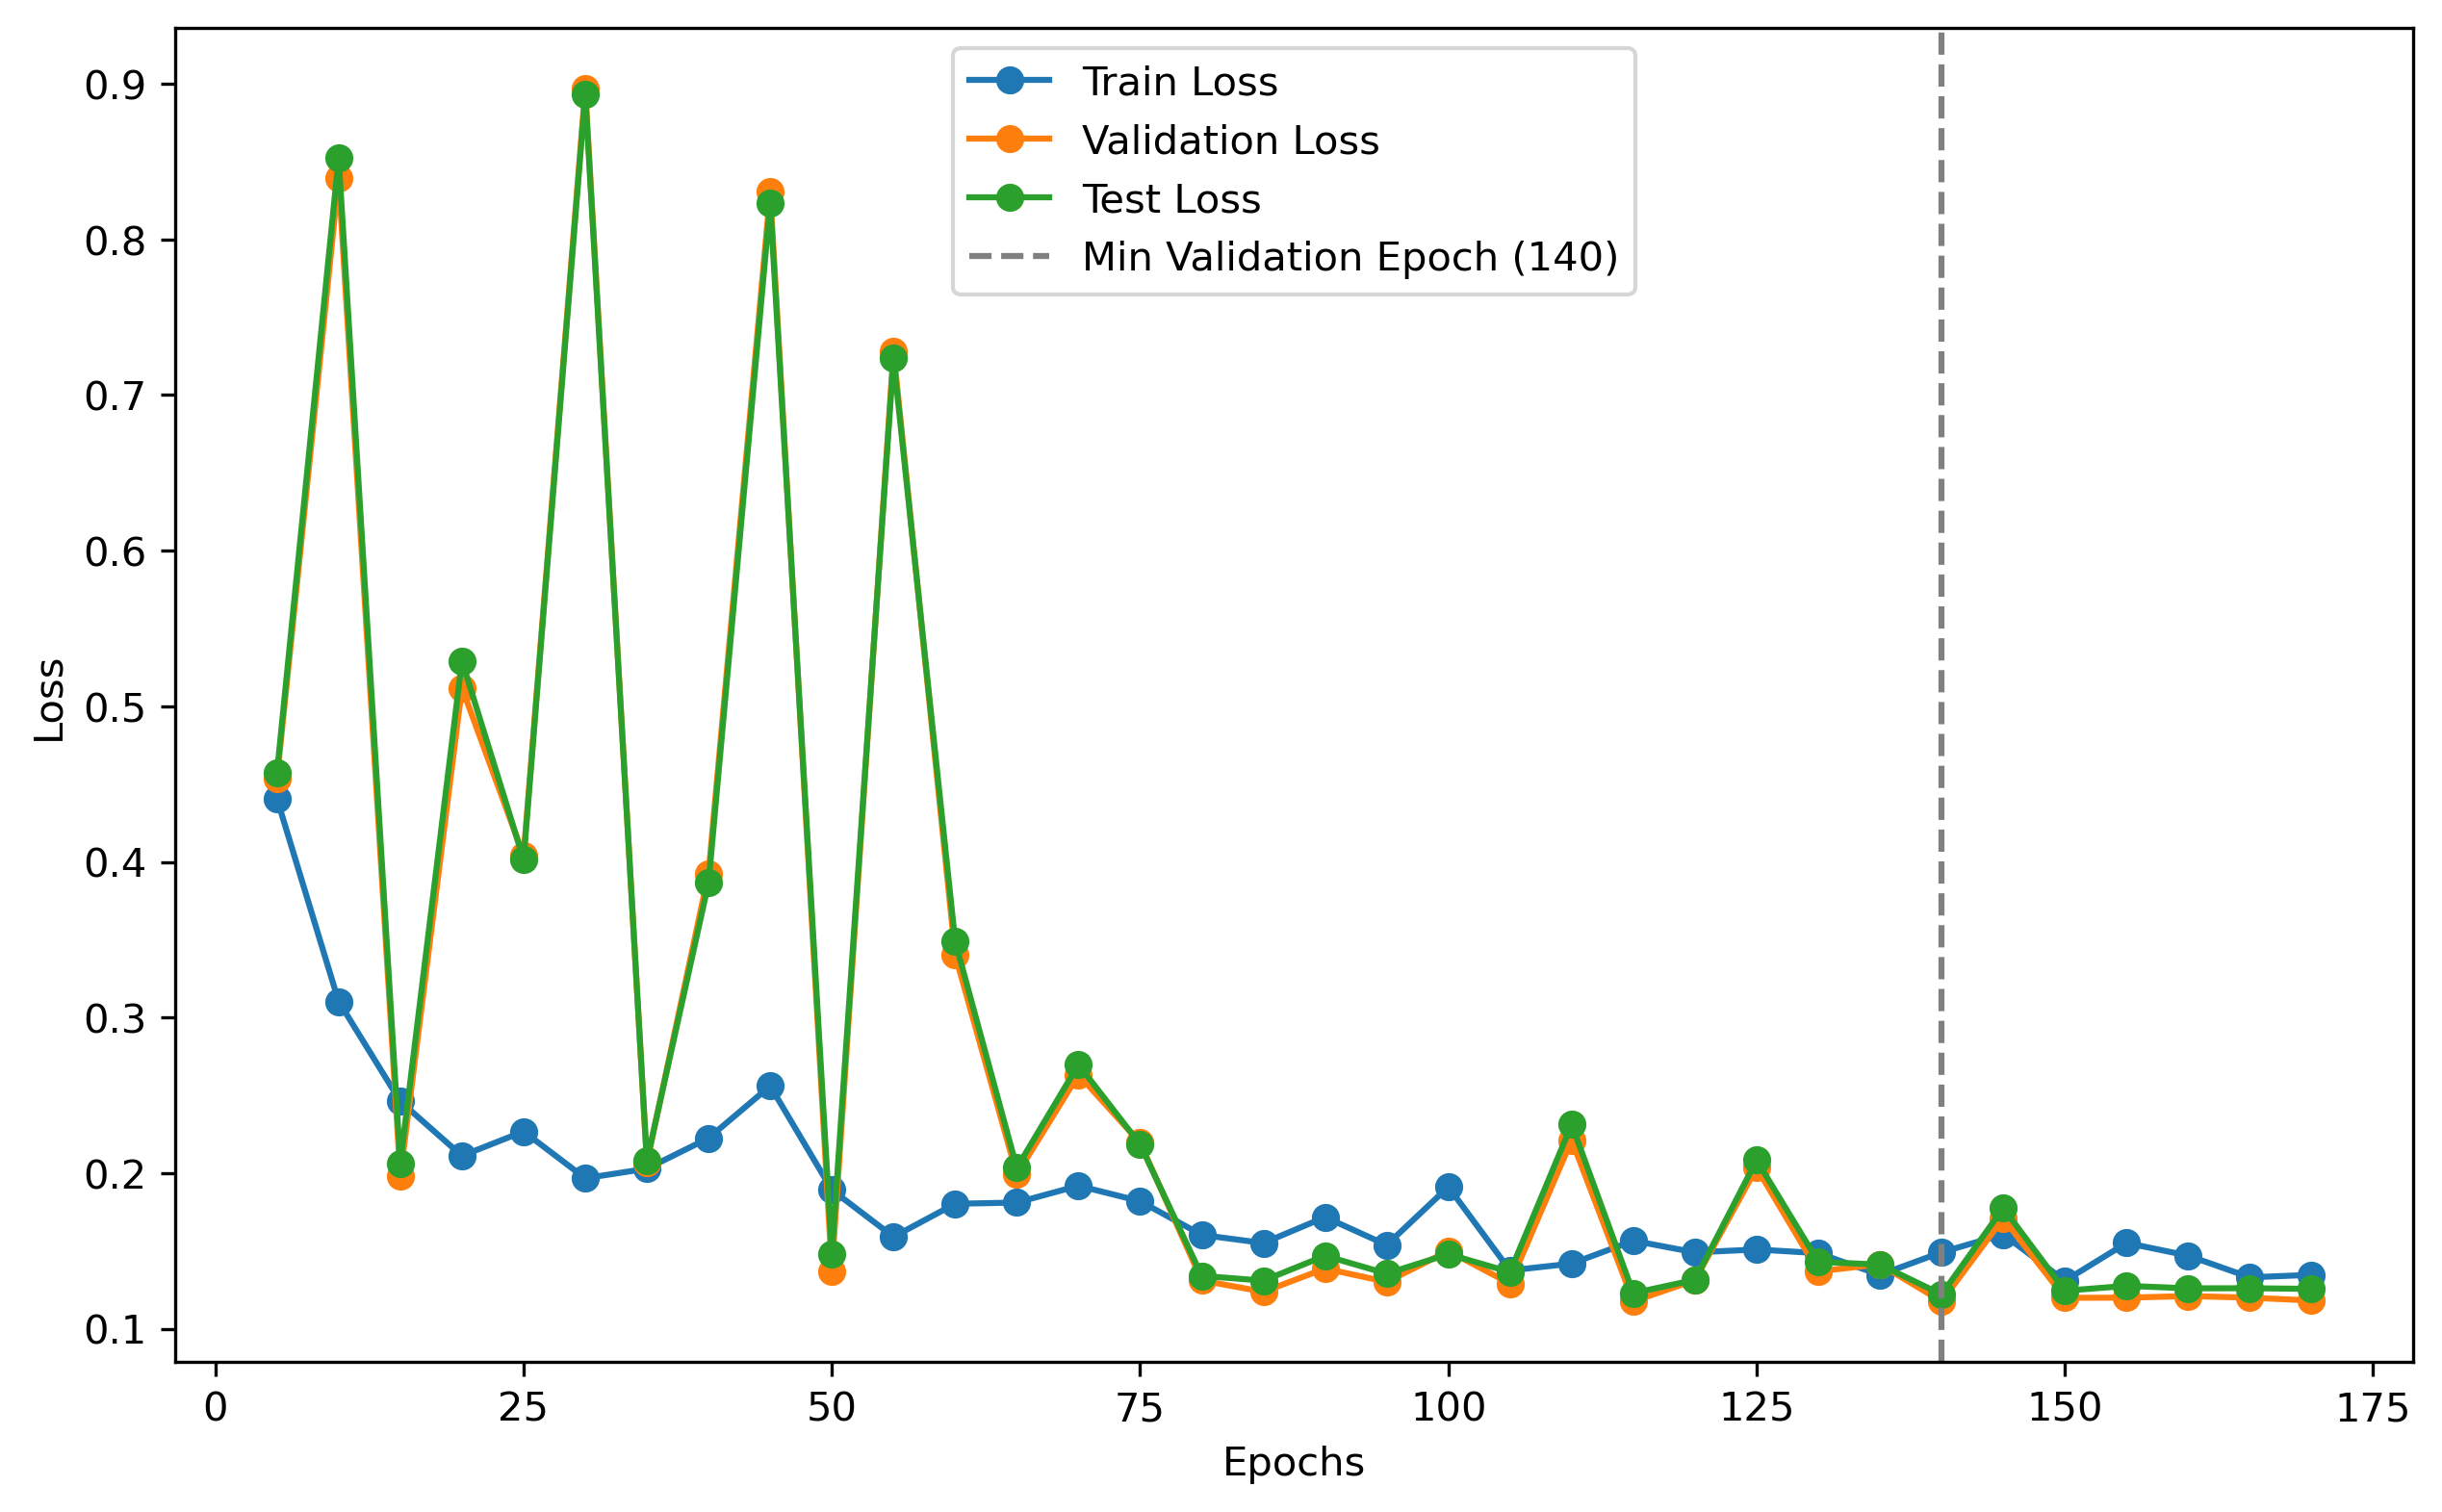 Train Loss
Validation Loss
Test Loss
Min Validation Epoch (140)
0.9
0.8
0.7
0.6
0.5
0.4
0.3
0.2
0.1
Loss
0
25
50
75
100
125
150
175
Epochs